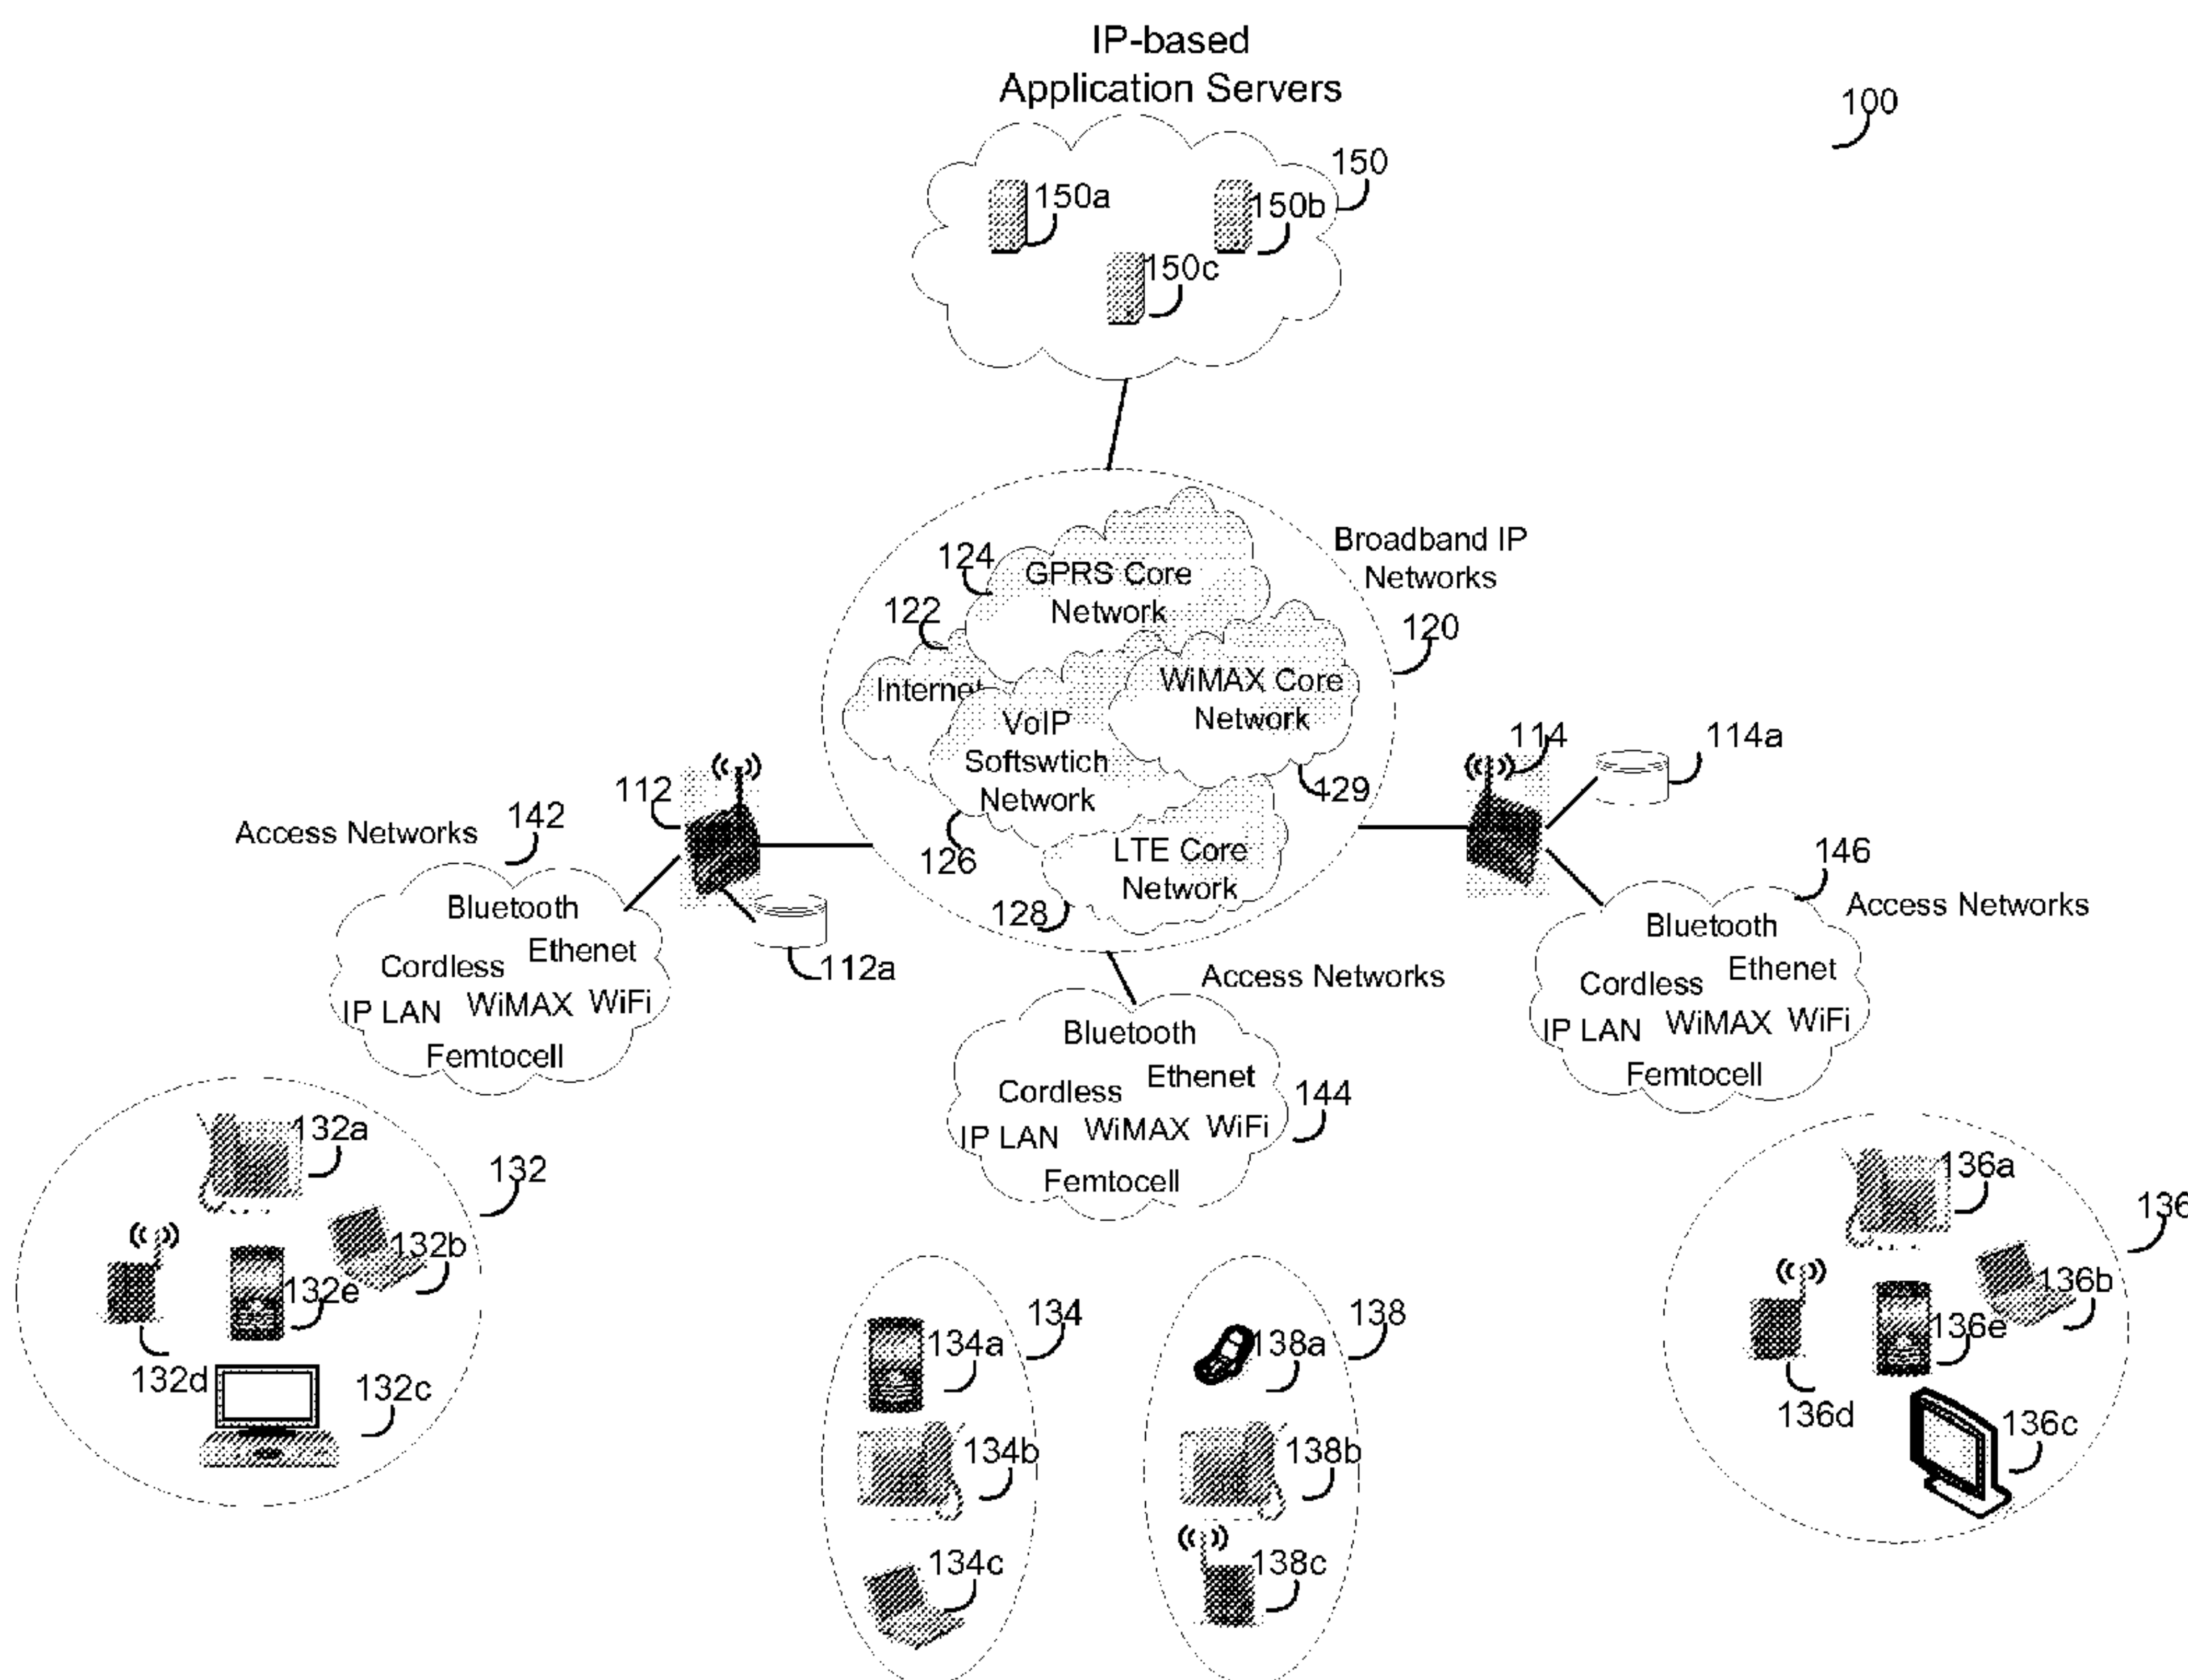 IP-based
Application Servers
100
150
150a
150b
150c
Broadband IP
Networks
124
GPRS Core
Network
122
120
Internet
WiMAX Core
Network
VoIP
Softswtich
Network
129
126
LTE Core
Network
128
112
112a
114
114a
Access Networks
142
Bluetooth
Ethenet
Cordless
IP LAN
WiMAX
WiFi
Femtocell
Access Networks
144
Bluetooth
Ethenet
Cordless
IP LAN
WiMAX
WiFi
Femtocell
146
Access Networks
Bluetooth
Ethenet
Cordless
IP LAN
WiMAX
WiFi
Femtocell
132a
132
132b
132e
132d
132c
134a
134
134b
134c
138a
138
138b
138c
136a
136
136b
136e
136d
136c